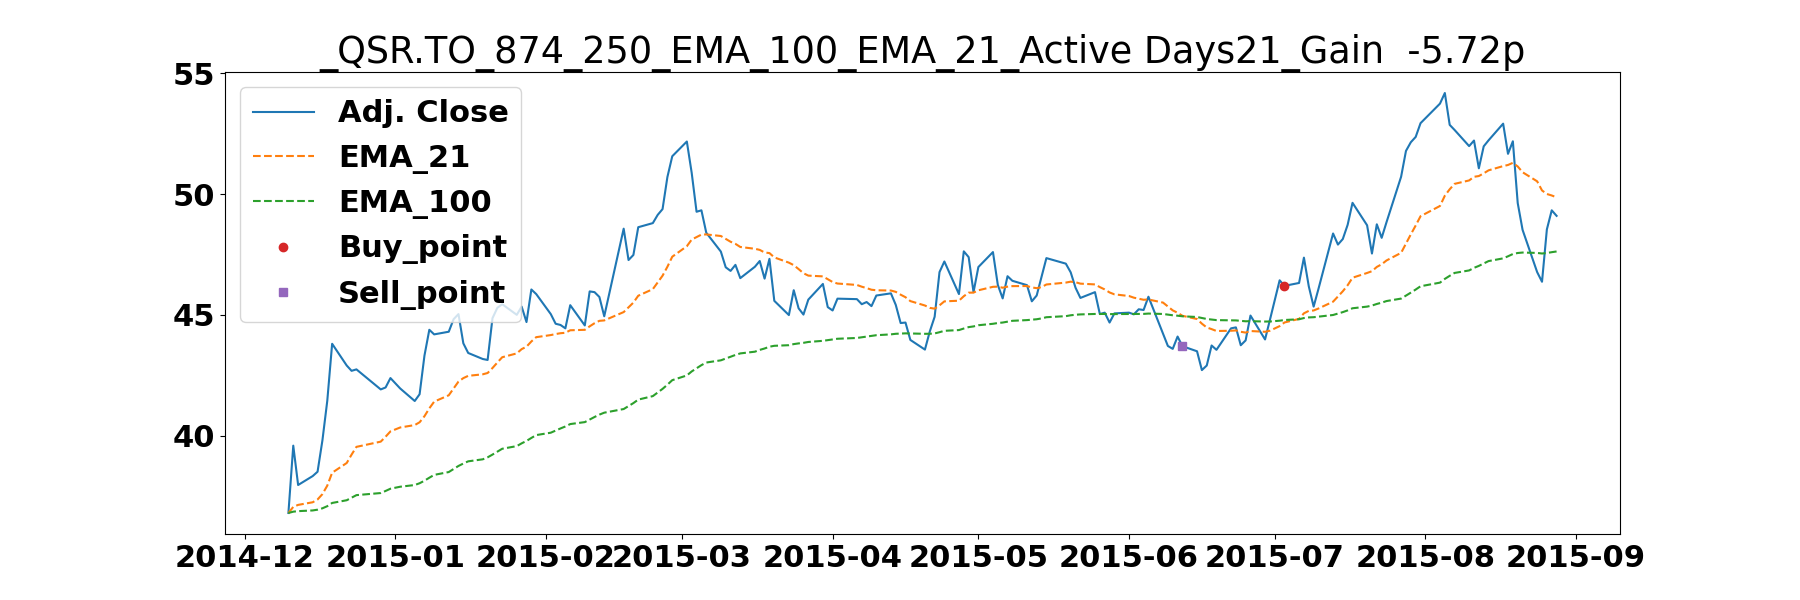 _QSR.TO_874_250_EMA_100_EMA_21_Active Days21_Gain  -5.72p
55
50
45
40
Adj. Close
EMA_21
EMA_100
Buy_point
Sell_point
2014-12 2015-01 2015-02 2015-03 2015-04 2015-05 2015-06 2015-07 2015-08 2015-09